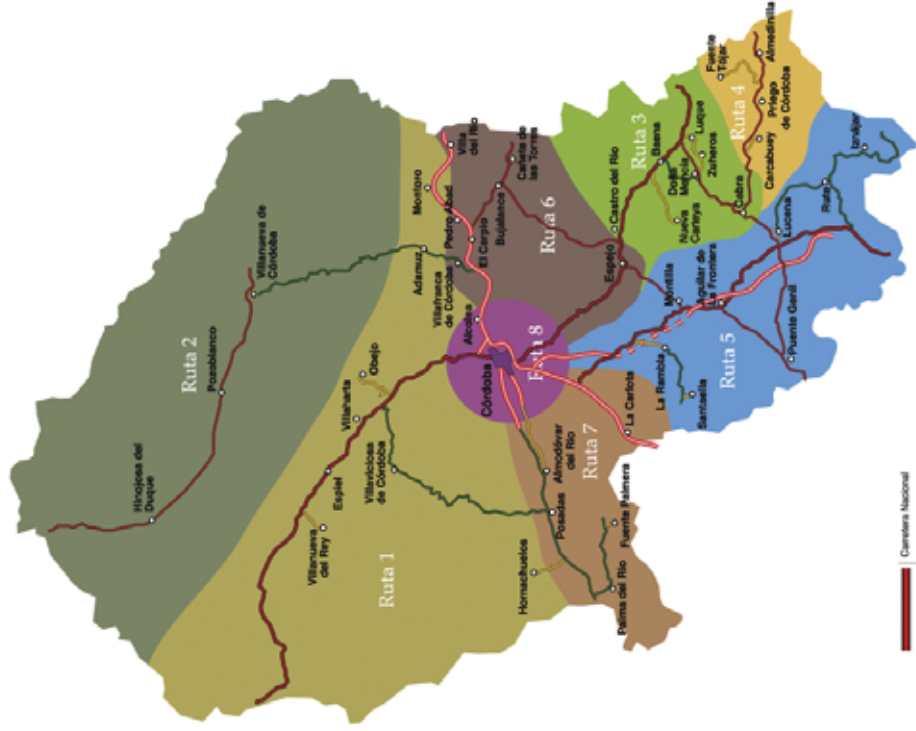 Hinojosa del
Duque
Pozoblanco
Villanueva de
Córdoba
Ruta 2
Villanueva
del Rey
Espiel
Villaharta
Obejo
Villaviciosa
de Córdoba
Ruta 1
Hornachuelos
Adamuz
Montoro
Villafranca
de Córdoba
Pedro Abad
Villa
del Río
Alcolea
El Carpio
Bujalance
Cañete de
las Torres
Ruta 6
Córdoba
Ruta 8
Posadas
Almodóvar
del Río
Palma del Río
Fuente Palmera
La Carlota
Ruta 7
Espejo
Castro del Río
Ruta 3
Baena
Nueva
Carteya
Doña
Mencía
Luque
Zuheros
Cabra
Fuente
Tójar
Ruta 4
Almedinilla
Priego
de Córdoba
Carcabuey
Montilla
La Rambla
Santaella
Aguilar de
La Frontera
Ruta 5
Puente Genil
Lucena
Rute
Iznájar
Carretera Nacional